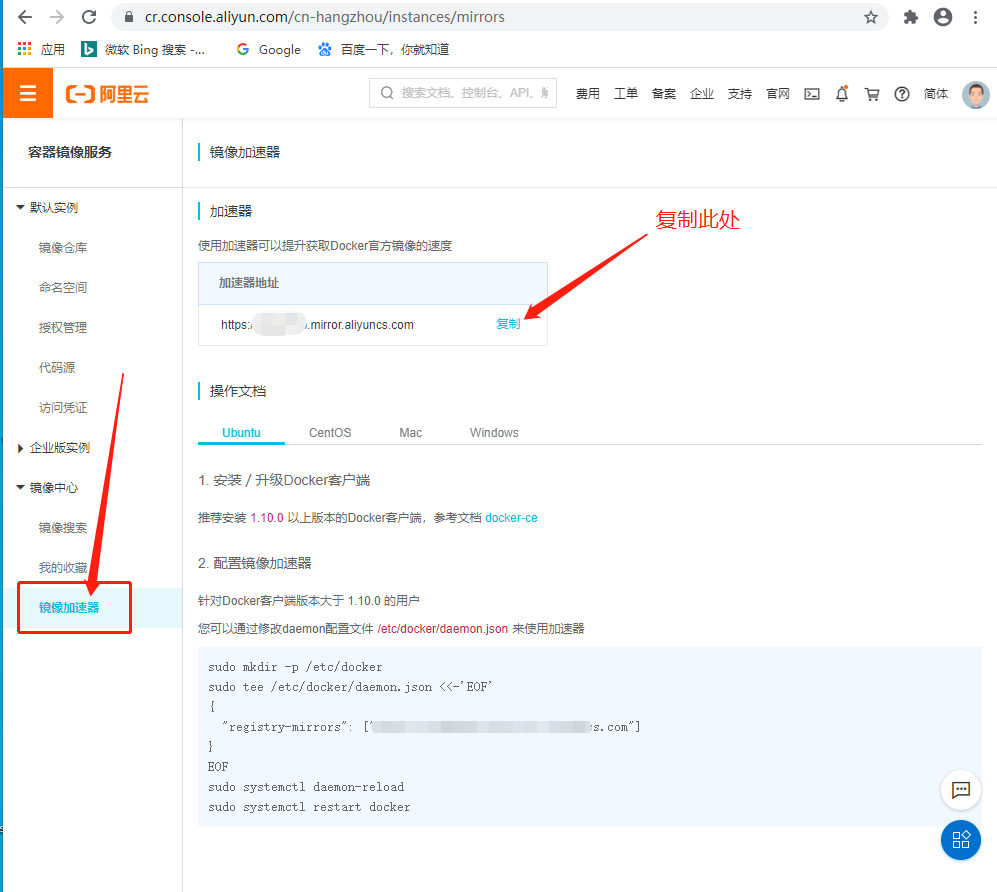 cr.console.aliyun.com/cn-hangzhou/instances/mirrors
应用 微软 Bing 搜索 -... Google 百度一下，你就知道
阿里云 搜索文档、控制台、API、 费用 工单 备案 企业 支持 官网 简体
容器镜像服务
镜像加速器
默认实例
镜像仓库
命名空间
授权管理
代码源
访问凭证
企业版实例
镜像中心
镜像搜索
我的收藏
镜像加速器
加速器
复制此处
使用加速器可以提升获取Docker官方镜像的速度
加速器地址
https:/ .mirror.aliyuncs.com 复制
操作文档
Ubuntu CentOS Mac Windows
1. 安装 / 升级Docker客户端
推荐安装 1.10.0 以上版本的Docker客户端，参考文档 docker-ce
2. 配置镜像加速器
针对Docker客户端版本大于 1.10.0 的用户
您可以通过修改daemon配置文件 /etc/docker/daemon.json 来使用加速器
sudo mkdir -p /etc/docker
sudo tee /etc/docker/daemon.json <<-'EOF'
{
"registry-mirrors": [" s.com"]
}
EOF
sudo systemctl daemon-reload
sudo systemctl restart docker